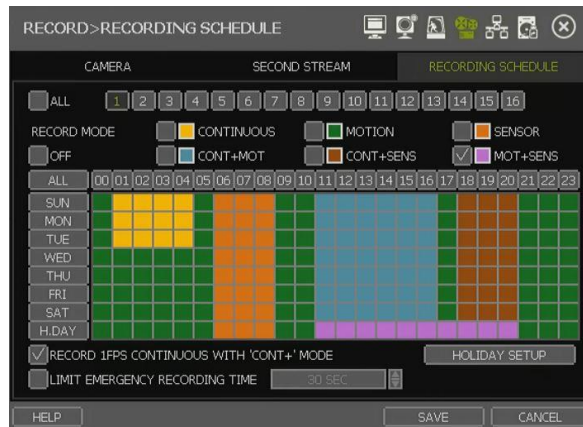 RECORD>RECORDING SCHEDULE
CAMERA SECOND STREAM RECORDING SCHEDULE
ALL 1 2 3 4 5 6 7 8 9 10 11 12 13 14 15 16
RECORD MODE CONTINUOUS MOTION SENSOR
OFF CONT+MOT CONT+SENS MOT+SENS
ALL 00 01 02 03 04 05 06 07 08 09 10 11 12 13 14 15 16 17 18 19 20 21 22 23
SUN
MON
TUE
WED
THU
FRI
SAT
H.DAY
RECORD 1FPS CONTINUOUS WITH 'CONT+' MODE HOLIDAY SETUP
LIMIT EMERGENCY RECORDING TIME 30 SEC
HELP SAVE CANCEL